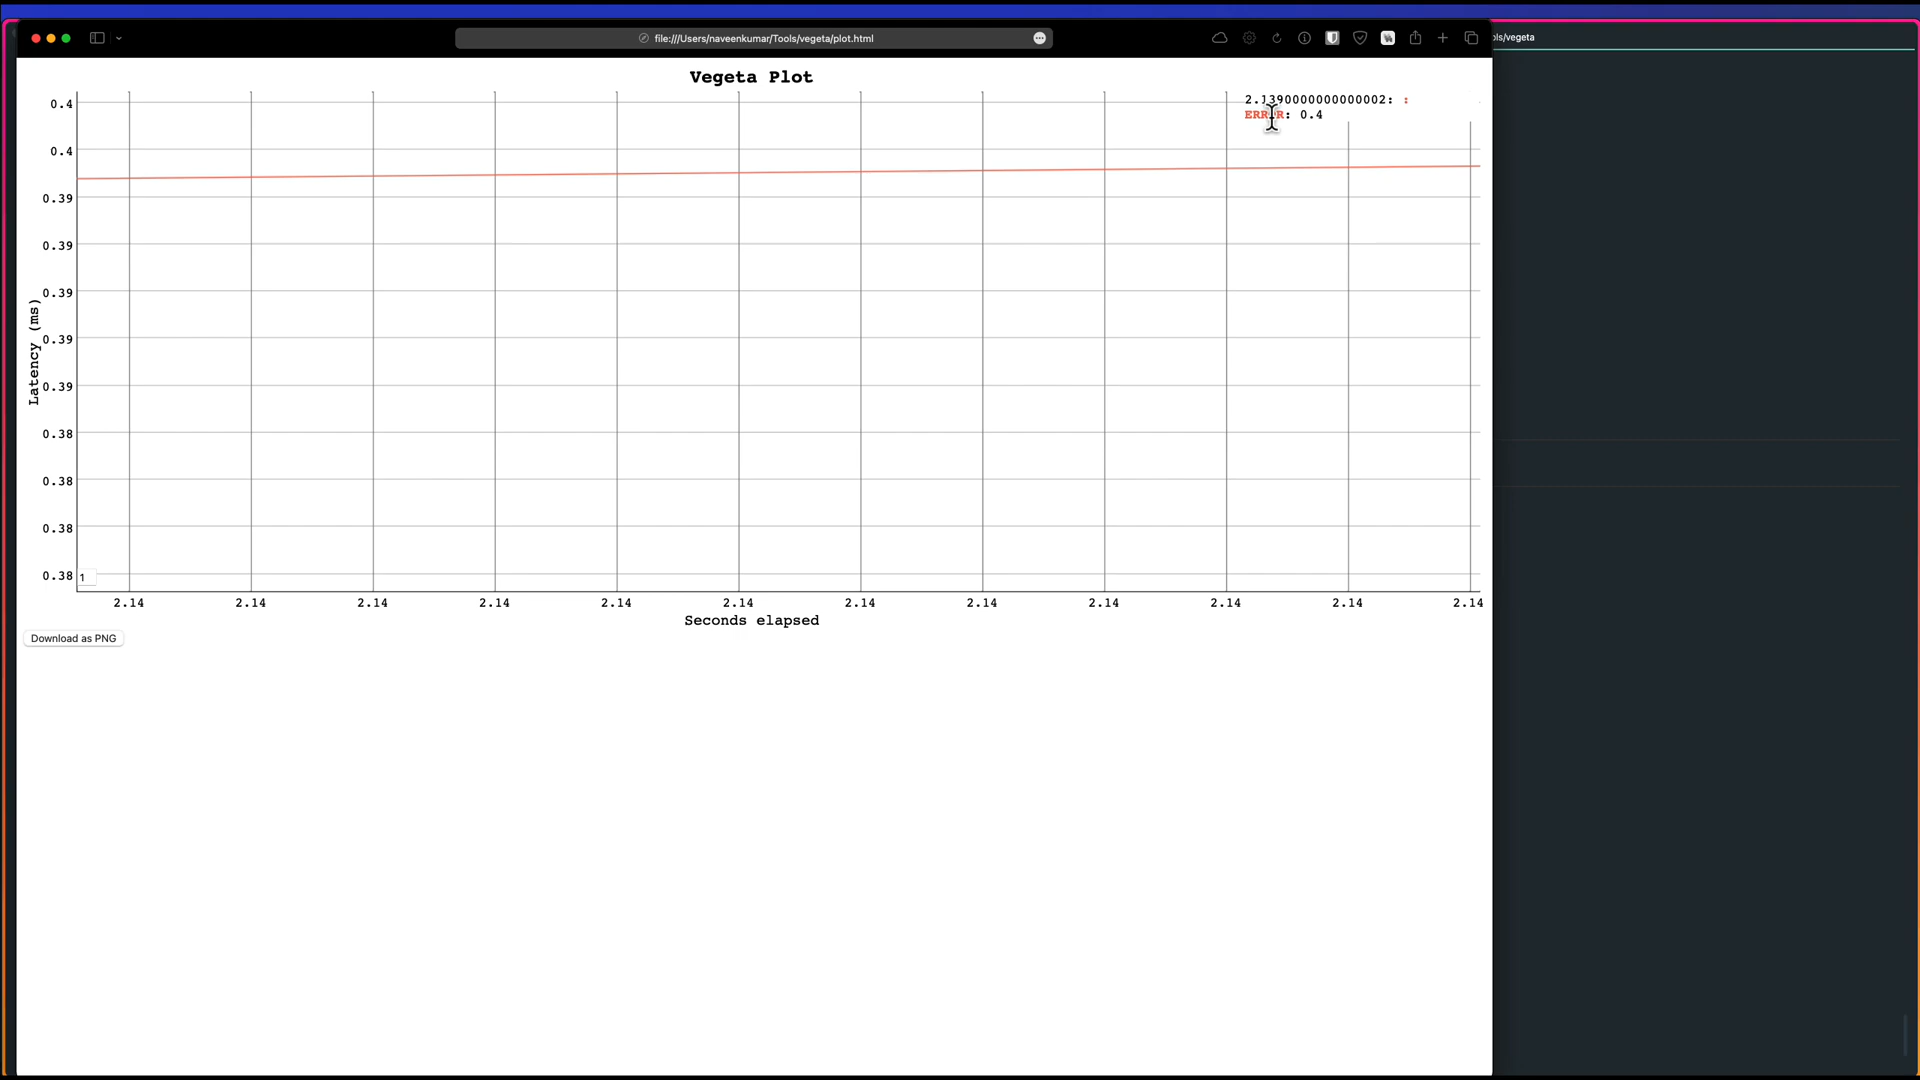 file:///Users/naveenkumar/Tools/vegeta/plot.html
ols/vegeta
Vegeta Plot
2.1390000000000002: :
ERROR: 0.4
0.4
0.4
0.39
0.39
0.39
0.39
0.39
0.38
0.38
0.38
0.38
Latency (ms)
1
2.14 2.14 2.14 2.14 2.14 2.14 2.14 2.14 2.14 2.14 2.14 2.14
Seconds elapsed
Download as PNG